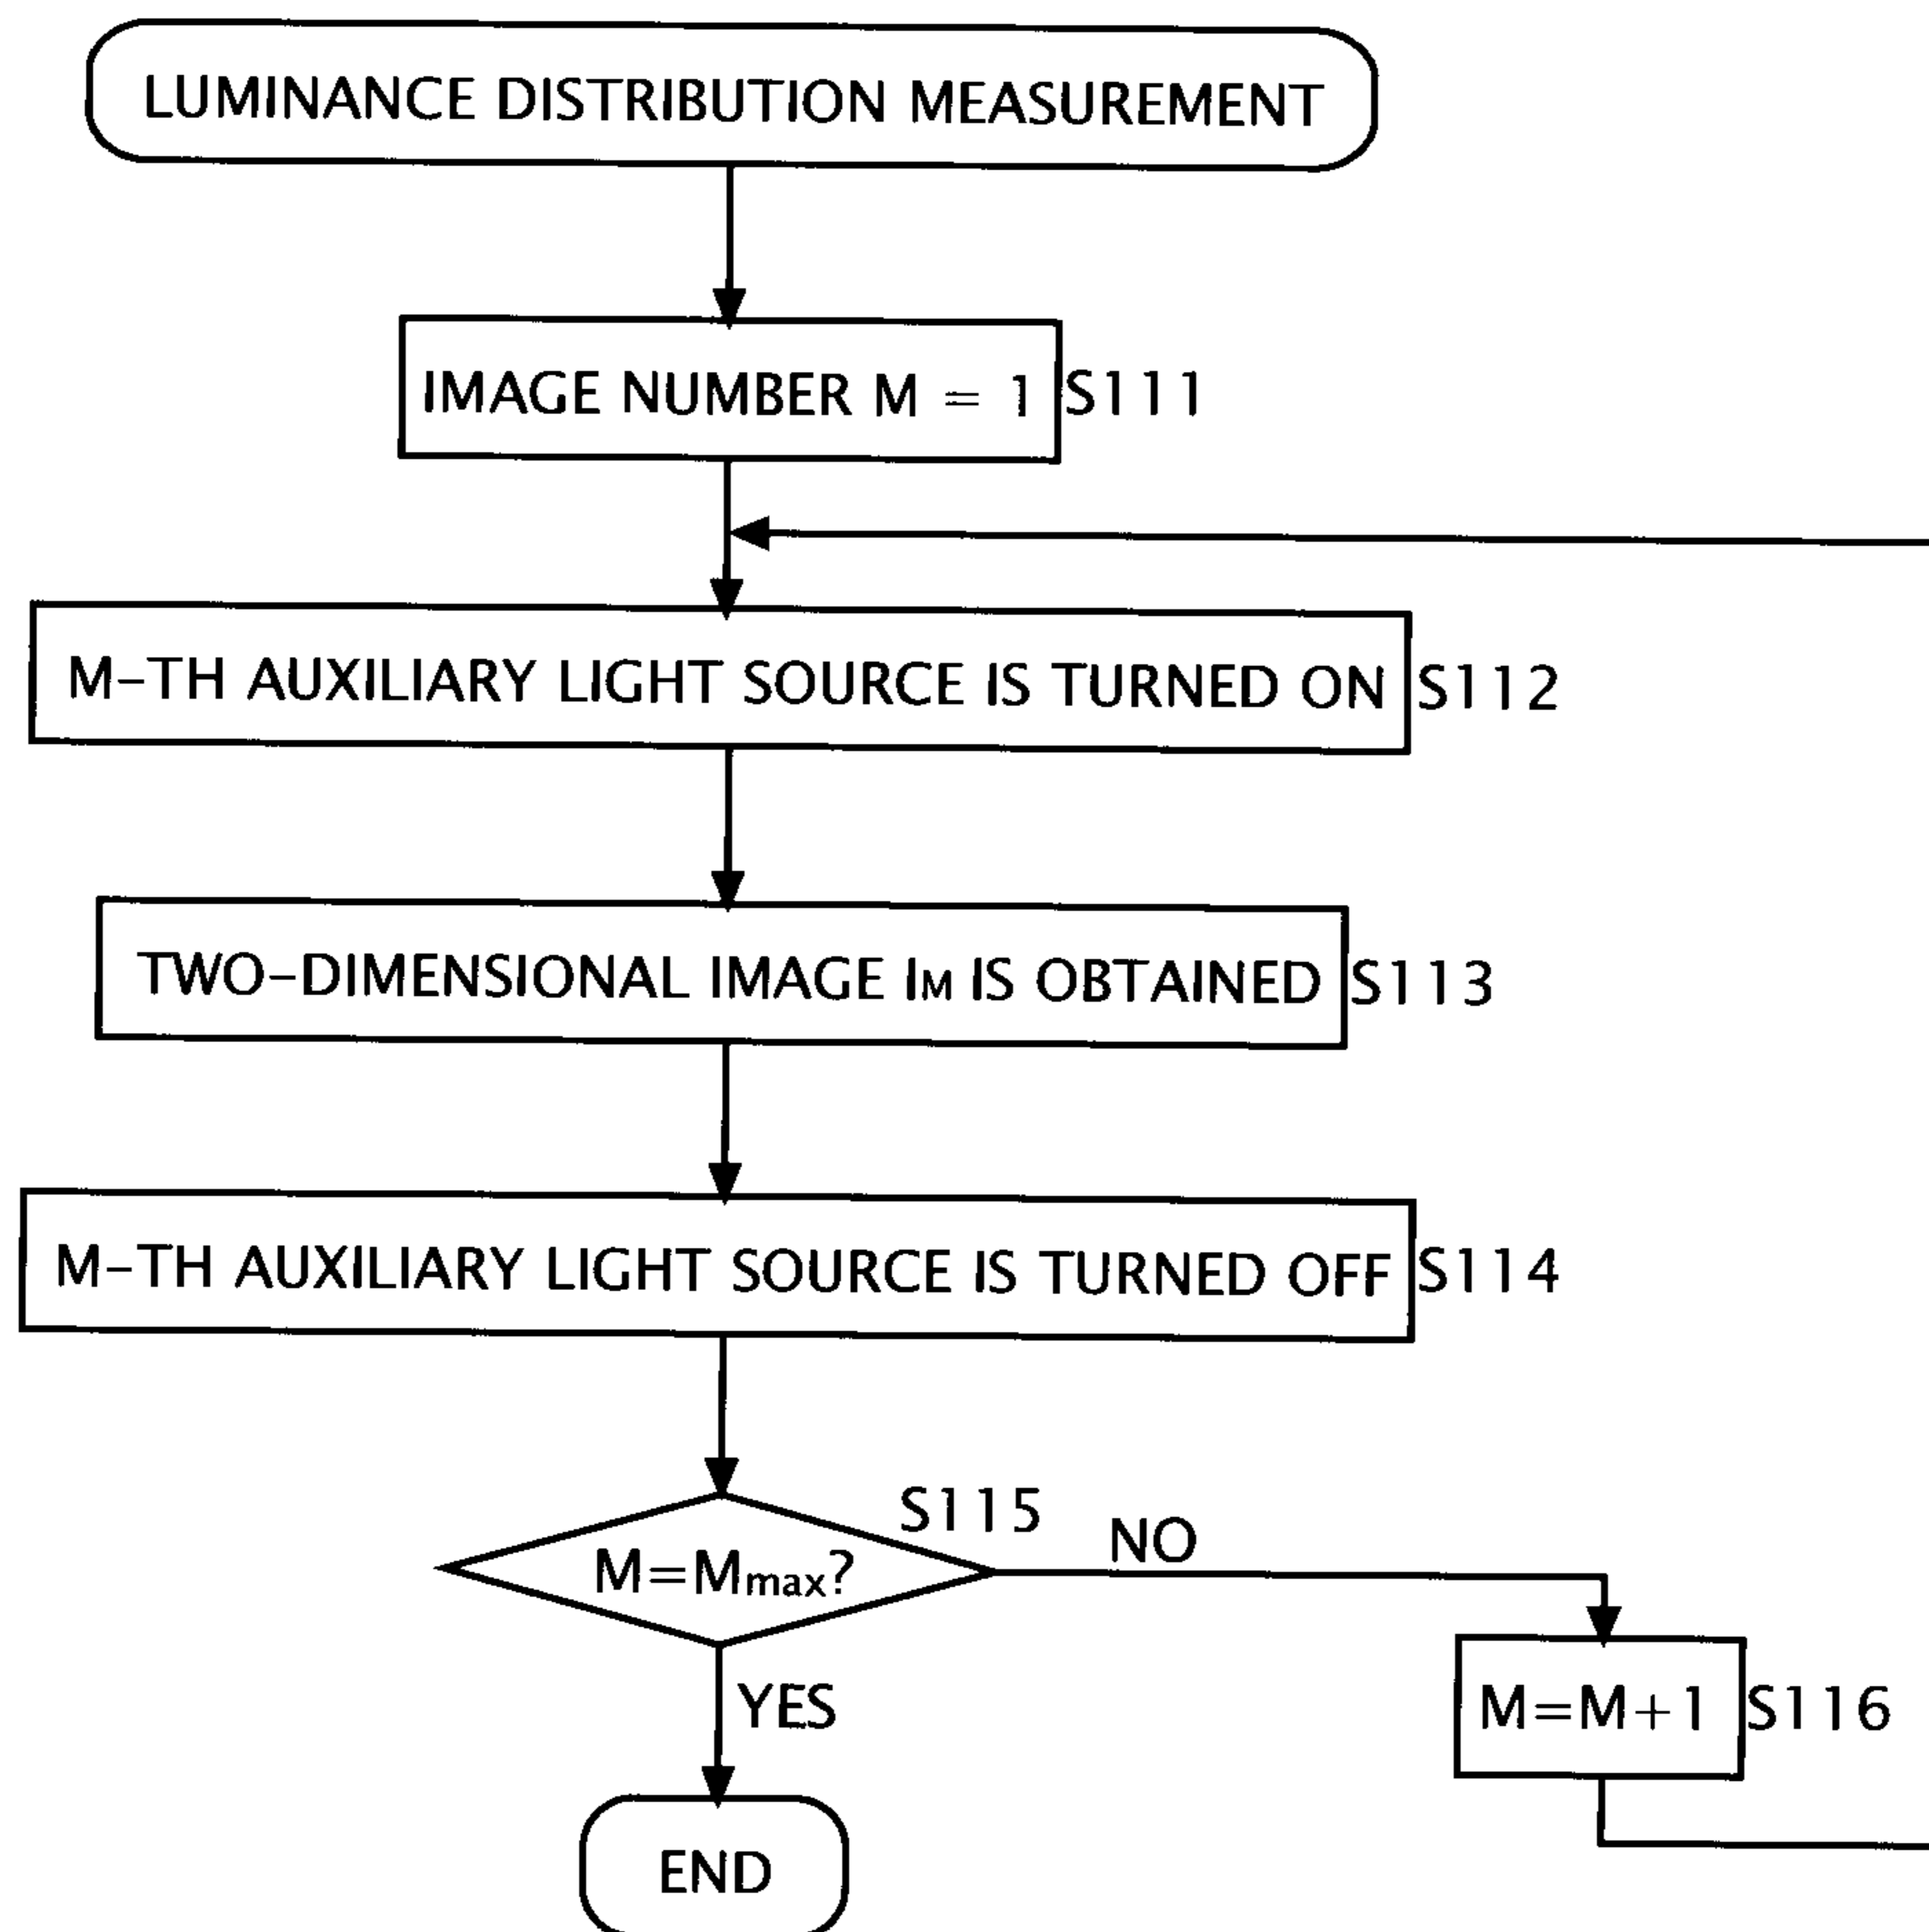 LUMINANCE DISTRIBUTION MEASUREMENT
IMAGE NUMBER M = 1 S111
M-TH AUXILIARY LIGHT SOURCE IS TURNED ON S112
TWO-DIMENSIONAL IMAGE IM IS OBTAINED S113
M-TH AUXILIARY LIGHT SOURCE IS TURNED OFF S114
S115
M=Mmax?
NO
YES
M=M+1 S116
END